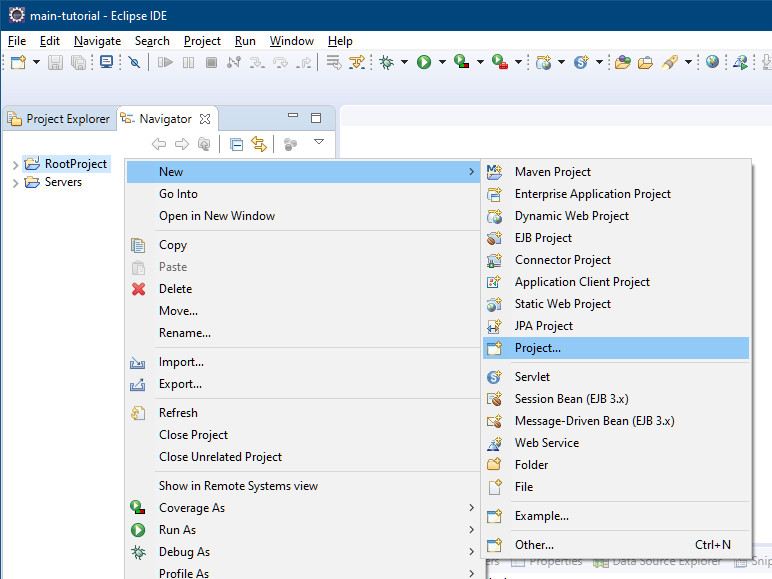 main-tutorial - Eclipse IDE
File Edit Navigate Search Project Run Window Help
Project Explorer Navigator
RootProject
Servers
New
Go Into
Open in New Window
Copy
Paste
Delete
Move...
Rename...
Import...
Export...
Refresh
Close Project
Close Unrelated Project
Show in Remote Systems view
Coverage As
Run As
Debug As
Profile As
Maven Project
Enterprise Application Project
Dynamic Web Project
EJB Project
Connector Project
Application Client Project
Static Web Project
JPA Project
Project...
Servlet
Session Bean (EJB 3.x)
Message-Driven Bean (EJB 3.x)
Web Service
Folder
File
Example...
Other... Ctrl+N
Properties Data Source Explorer